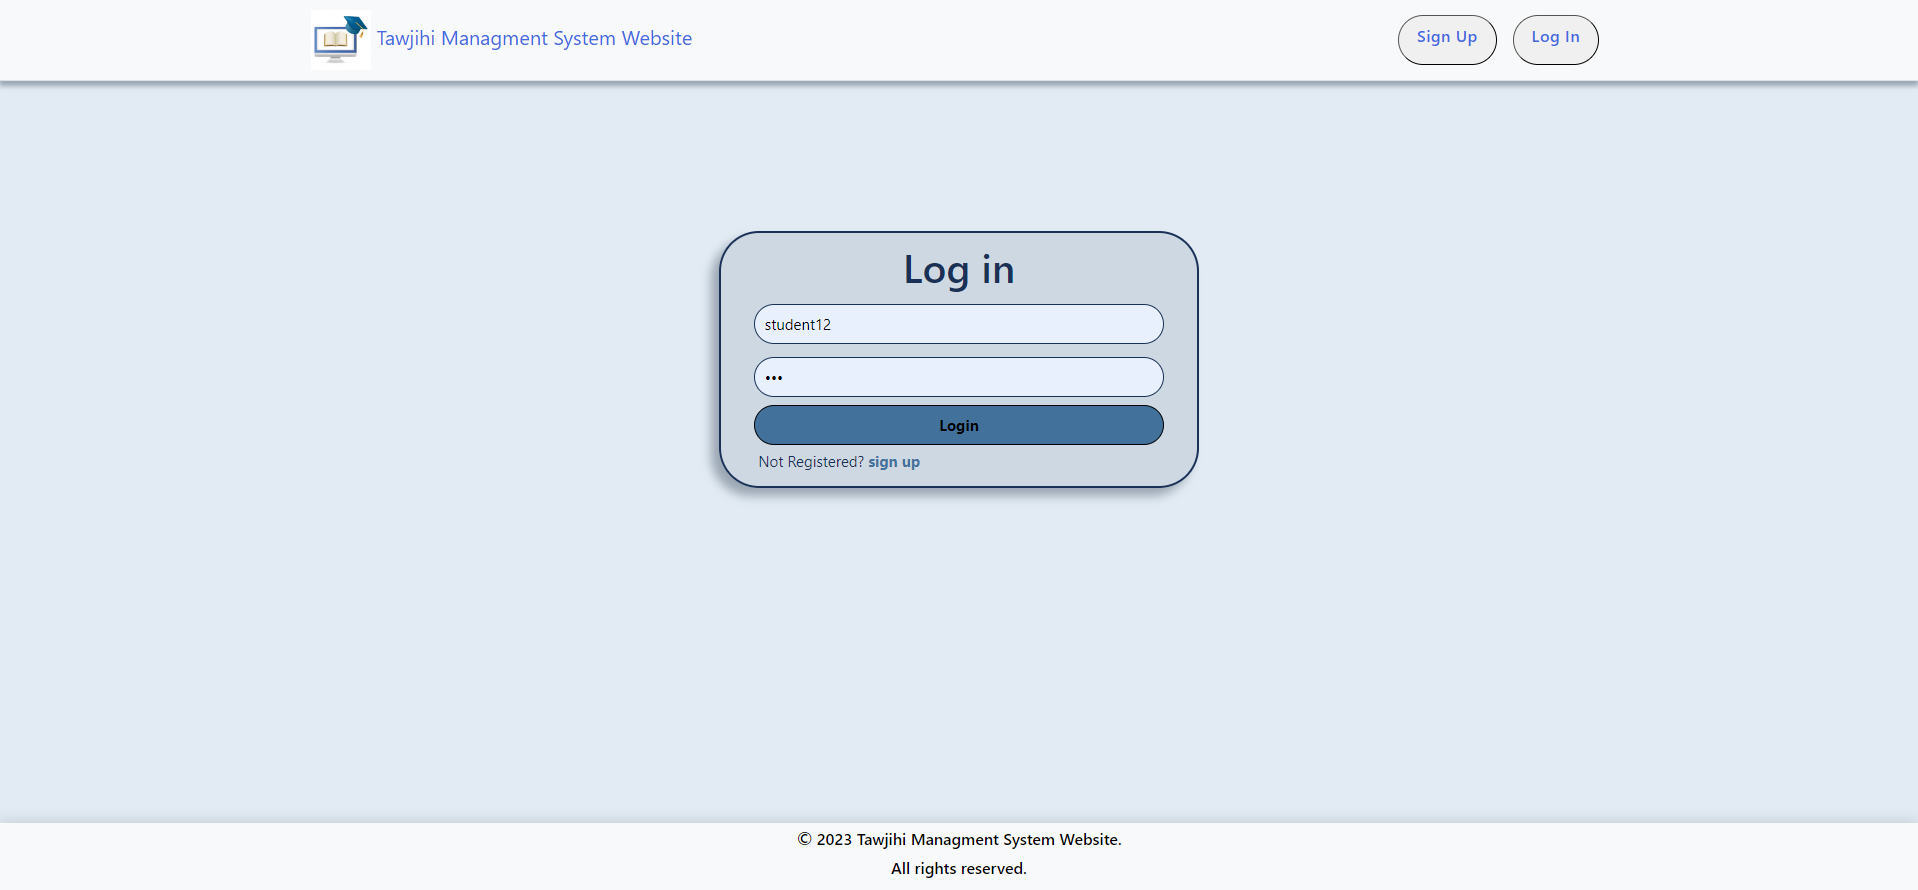 Tawjihi Managment System Website
Sign Up
Log In
Log in
student12
•••
Login
Not Registered? sign up
© 2023 Tawjihi Managment System Website.
All rights reserved.